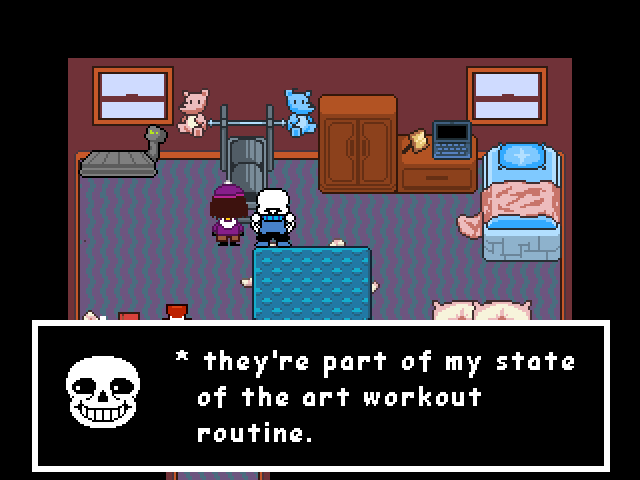 * they're part of my state
of the art workout
routine.